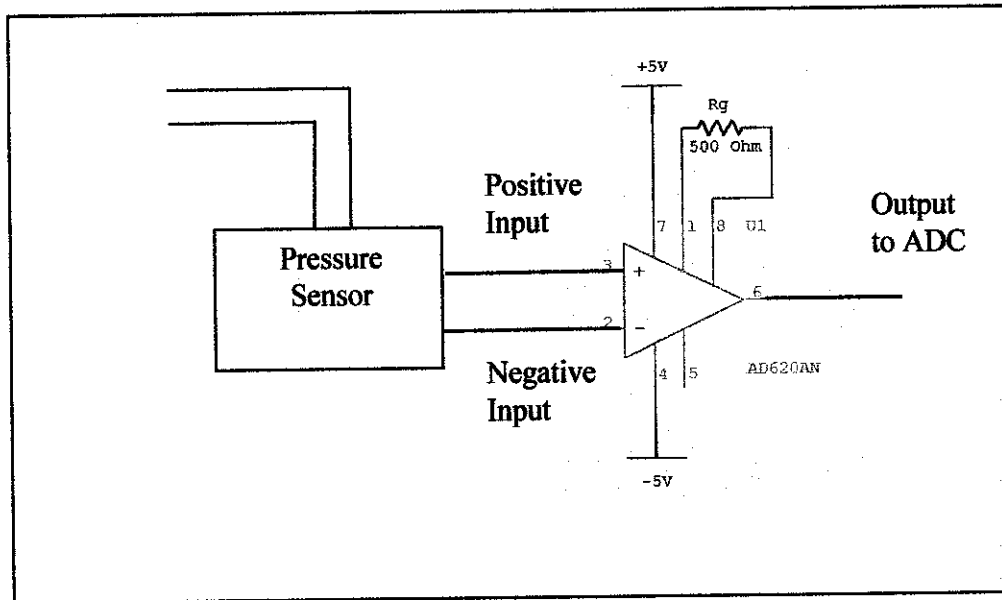 +5V
Rg
500 Ohm
Positive
Input
7
1
8
U1
Output
to ADC
Pressure
Sensor
3
+
6
2
-
Negative
Input
4
5
AD620AN
-5V